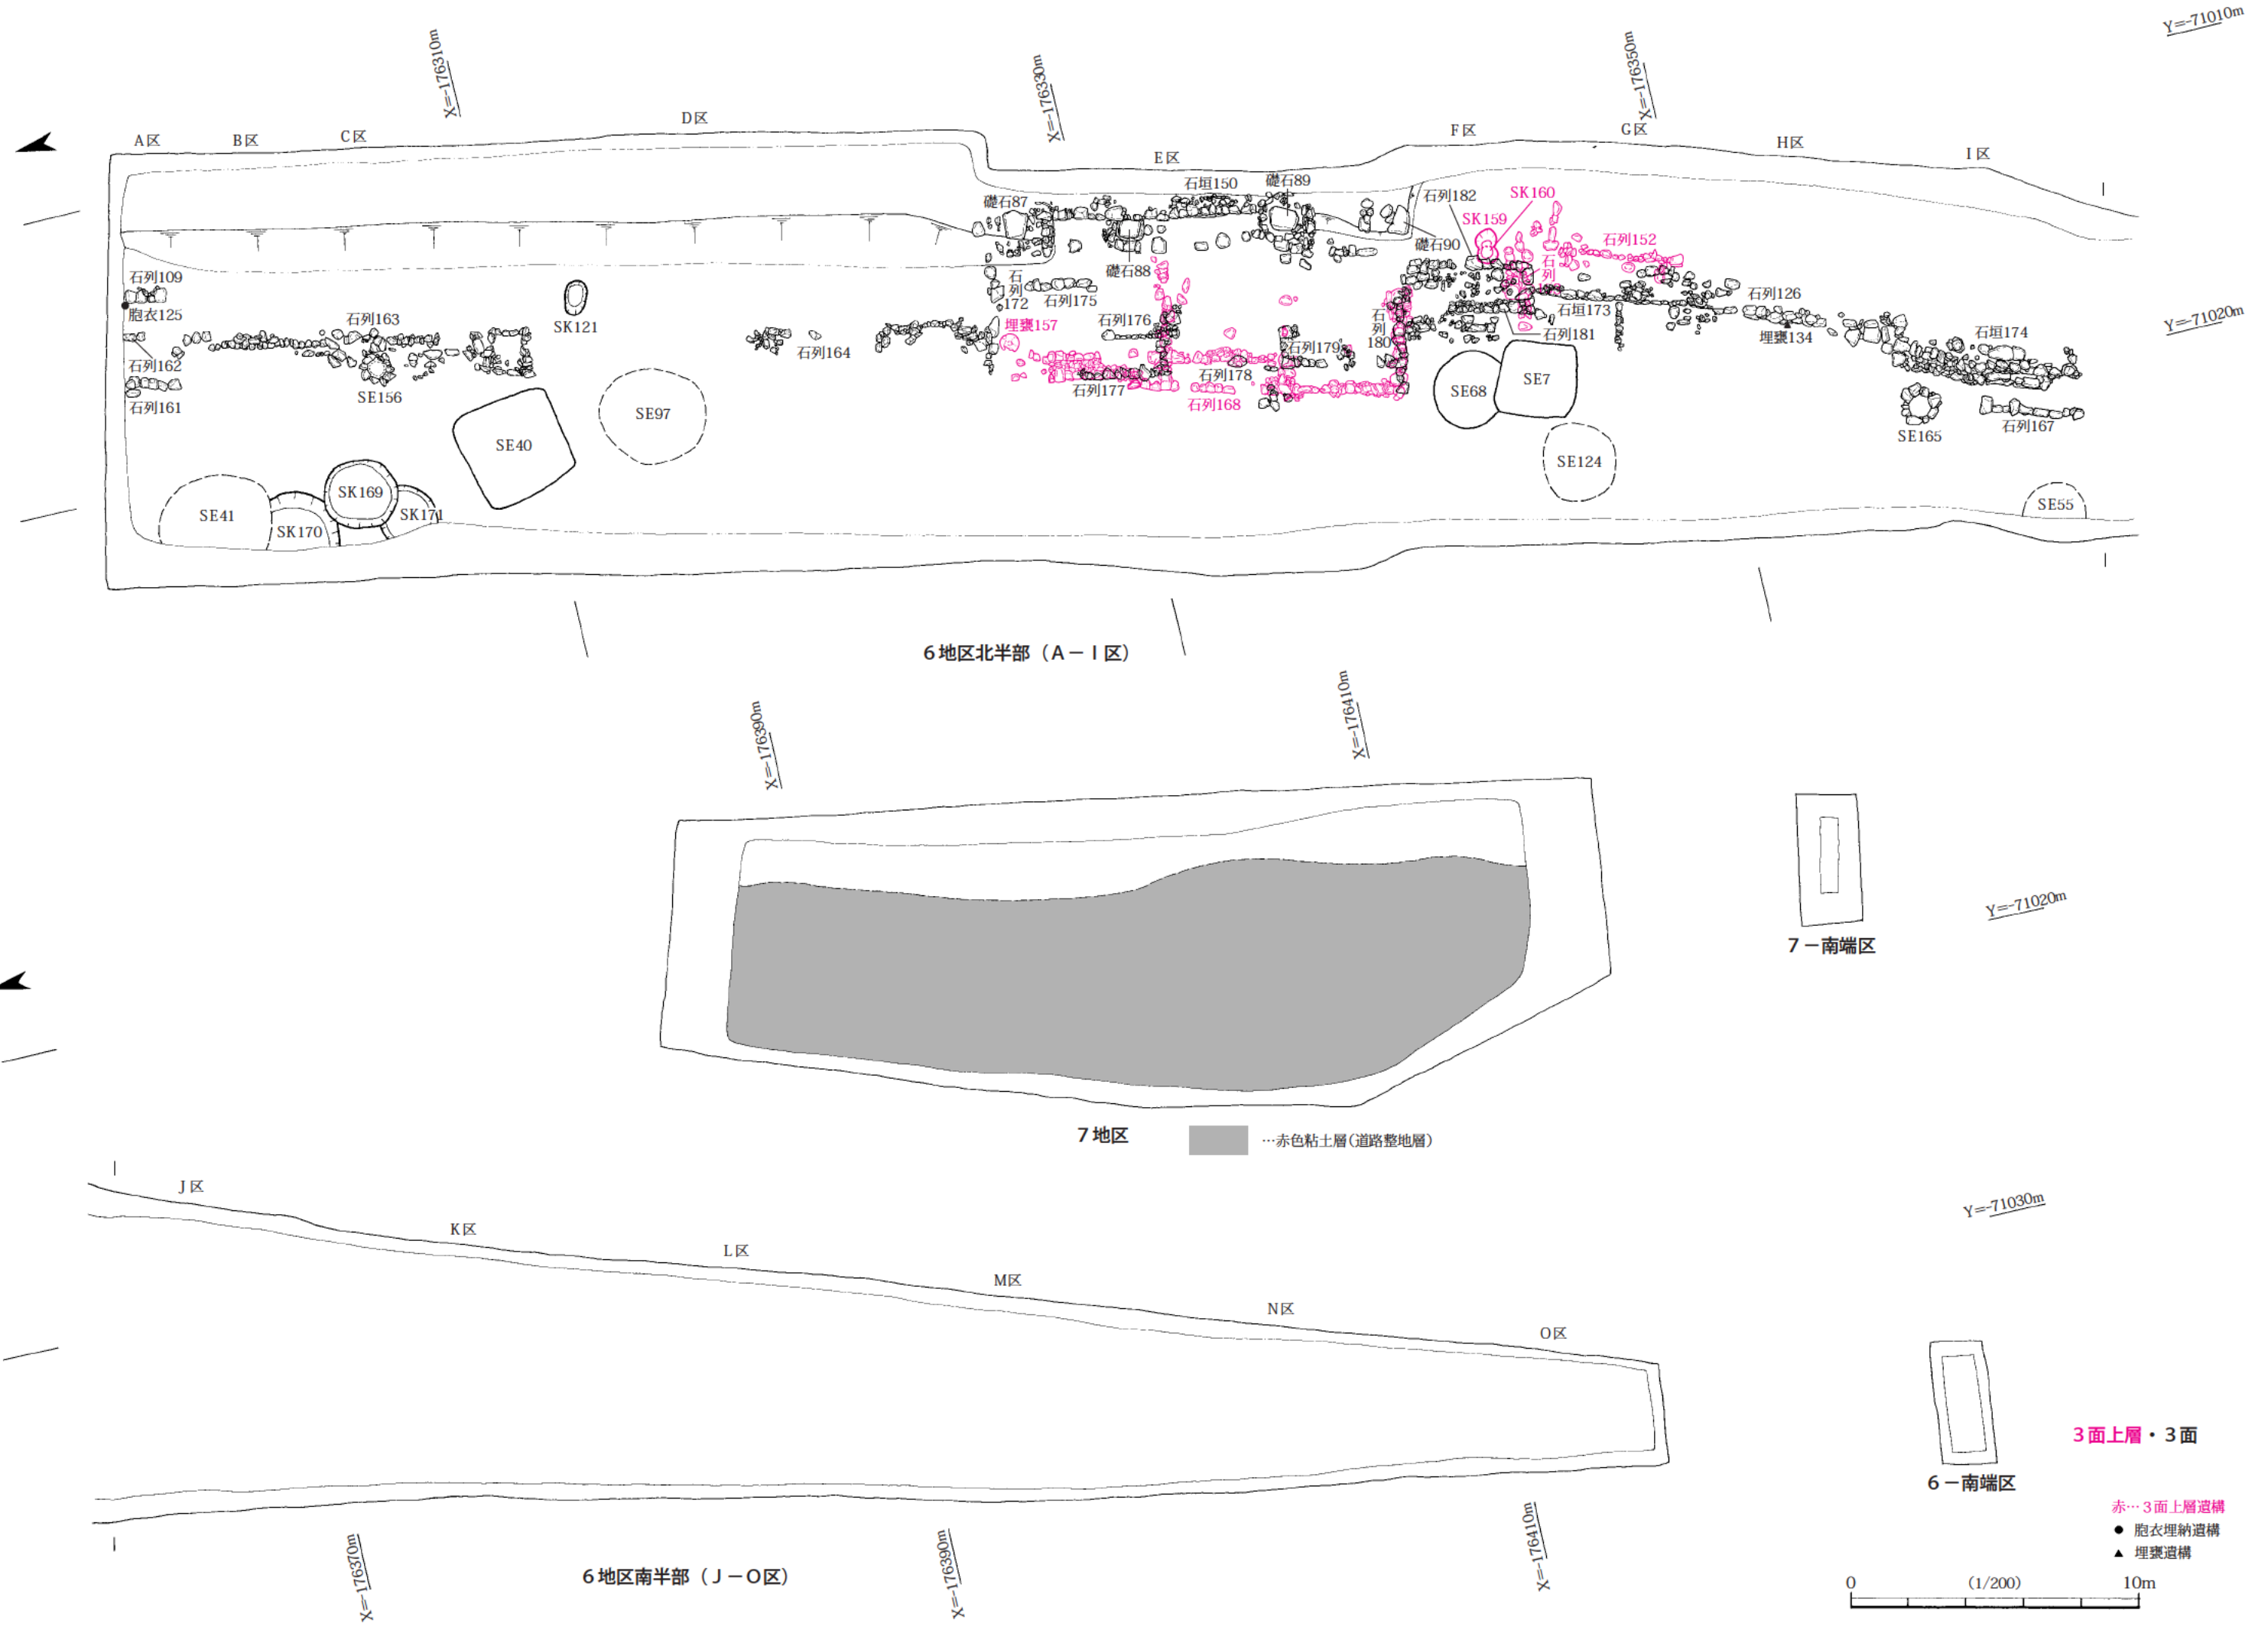 Y=-71010m
X=-176310m
X=-176330m
X=-176350m
A区
B区
C区
D区
E区
F区
G区
H区
I区
石垣150
礎石89
礎石87
石列182
SK160
SK159
石列152
礎石90
礎石88
石列109
胞衣125
SK121
石列172
石列175
石列
石列126
石垣173
Y=-71020m
石列163
埋甕157
石列176
石列180
石列181
埋甕134
石垣174
石列162
石列164
石列179
石列161
SE156
石列177
石列178
石列168
SE68
SE7
SE97
SE40
SE165
石列167
SE124
SK169
SE41
SK170
SK171
SE55
6地区北半部（A－I区）
X=-176390m
X=-176410m
Y=-71020m
7－南端区
7地区
…赤色粘土層（道路整地層）
J区
K区
L区
M区
N区
O区
Y=-71030m
6－南端区
3面上層・3面
赤…3面上層遺構
● 胞衣埋納遺構
▲ 埋甕遺構
X=-176370m
X=-176390m
X=-176410m
6地区南半部（J－O区）
0 (1/200) 10m